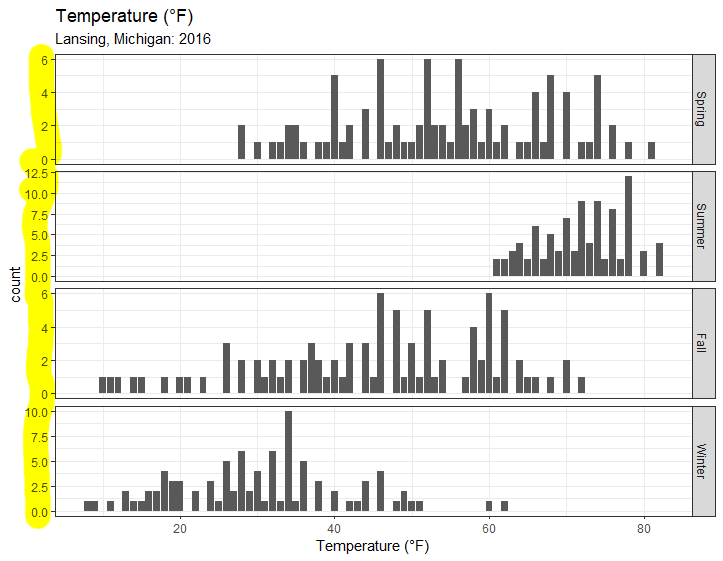 Temperature (°F)
Lansing, Michigan: 2016
6
4
2
0
Spring
12.5
10.0
7.5
5.0
2.5
0.0
Summer
count
6
4
2
0
Fall
10.0
7.5
5.0
2.5
0.0
Winter
20 40 60 80
Temperature (°F)